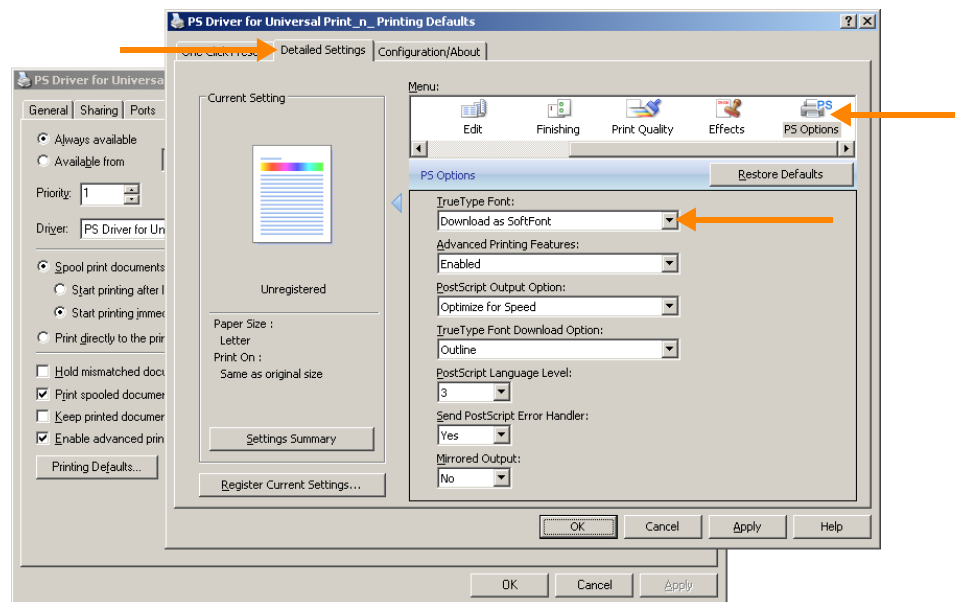 PS Driver for Universal Print_n_ Printing Defaults
Detailed Settings
Configuration/About
Current Setting
Unregistered
Paper Size :
Letter
Print On :
Same as original size
Settings Summary
Register Current Settings...
Menu:
Edit
Finishing
Print Quality
Effects
PS
PS Options
PS Options
Restore Defaults
TrueType Font:
Download as SoftFont
Advanced Printing Features:
Enabled
PostScript Output Option:
Optimize for Speed
TrueType Font Download Option:
Outline
PostScript Language Level:
3
Send PostScript Error Handler:
Yes
Mirrored Output:
No
OK
Cancel
Apply
Help
PS Driver for Universa
General
Sharing
Ports
Always available
Available from
Priority:
1
Driver:
PS Driver for Un
Spool print documents
Start printing after l
Start printing immed
Print directly to the prin
Hold mismatched docu
Print spooled documen
Keep printed documen
Enable advanced prin
Printing Defaults...
OK
Cancel
Apply